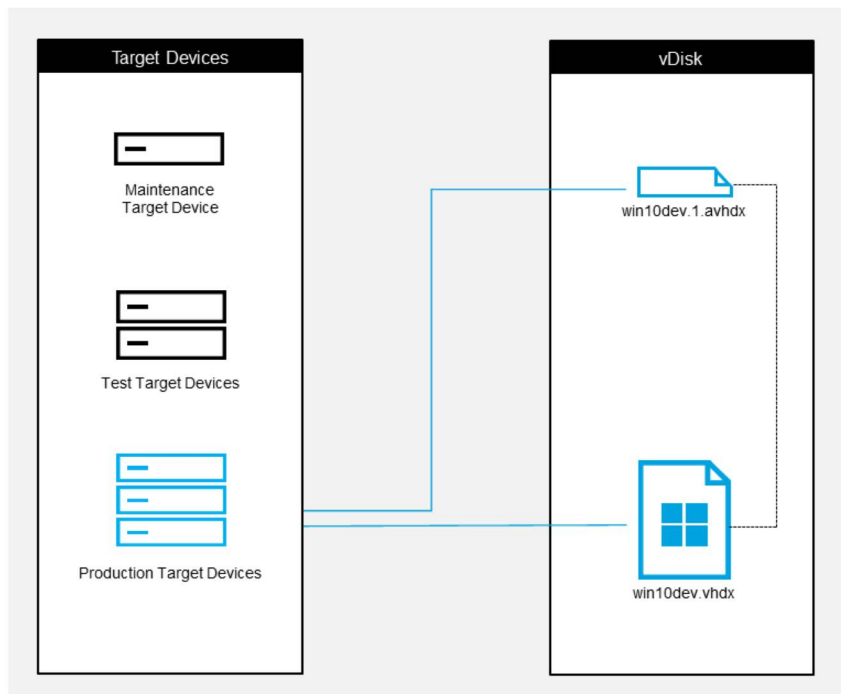 Target Devices
Maintenance
Target Device
Test Target Devices
Production Target Devices
vDisk
win10dev.1.avhdx
win10dev.vhdx